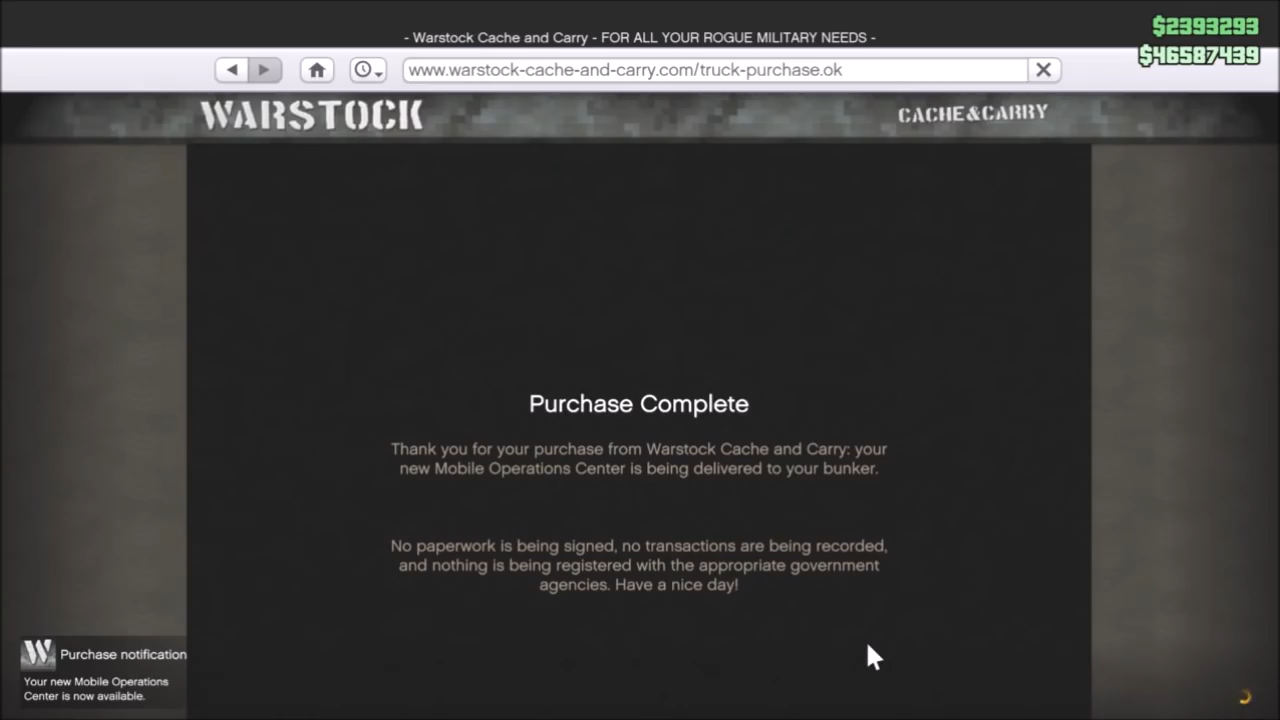 - Warstock Cache and Carry - FOR ALL YOUR ROGUE MILITARY NEEDS -
$2393293
$46587439
www.warstock-cache-and-carry.com/truck-purchase.ok
WARSTOCK
CACHE&CARRY
Purchase Complete
Thank you for your purchase from Warstock Cache and Carry: your
new Mobile Operations Center is being delivered to your bunker.
No paperwork is being signed, no transactions are being recorded,
and nothing is being registered with the appropriate government
agencies. Have a nice day!
W
Purchase notification
Your new Mobile Operations
Center is now available.